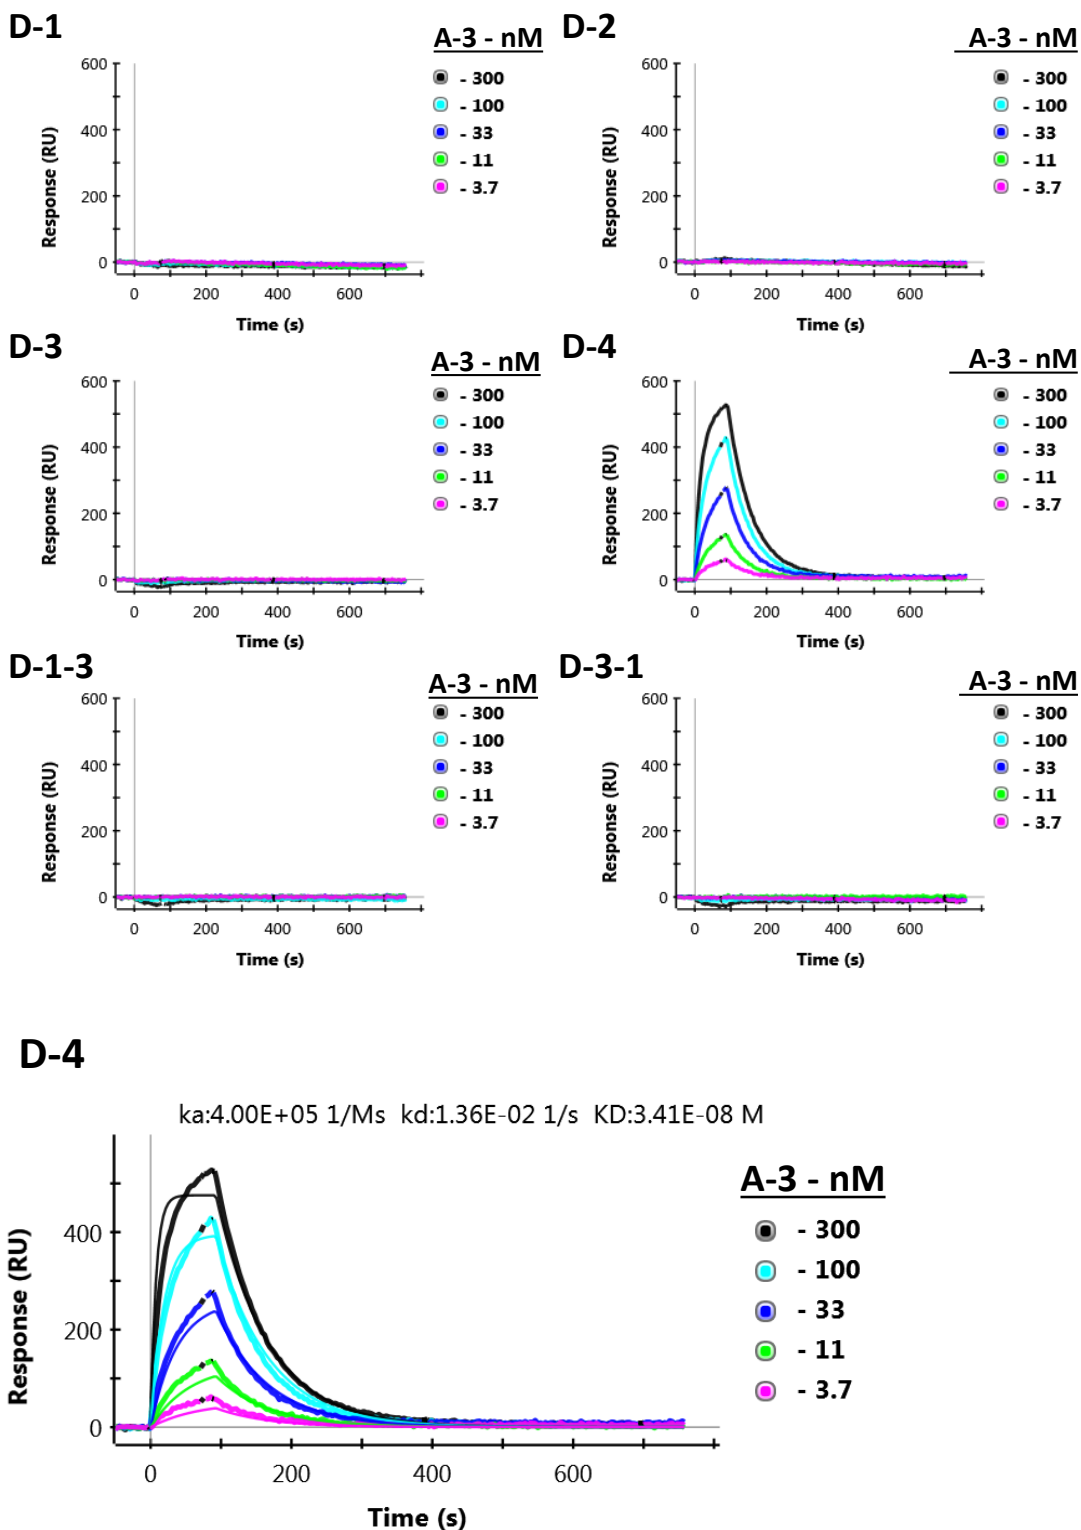 D-1
A-3 - nM
600
400
200
0
Response (RU)
0 200 400 600
Time (s)
- 300
- 100
- 33
- 11
- 3.7
D-2
A-3 - nM
600
400
200
0
Response (RU)
0 200 400 600
Time (s)
- 300
- 100
- 33
- 11
- 3.7
D-3
A-3 - nM
600
400
200
0
Response (RU)
0 200 400 600
Time (s)
- 300
- 100
- 33
- 11
- 3.7
D-4
A-3 - nM
600
400
200
0
Response (RU)
0 200 400 600
Time (s)
- 300
- 100
- 33
- 11
- 3.7
D-1-3
A-3 - nM
600
400
200
0
Response (RU)
0 200 400 600
Time (s)
- 300
- 100
- 33
- 11
- 3.7
D-3-1
A-3 - nM
600
400
200
0
Response (RU)
0 200 400 600
Time (s)
- 300
- 100
- 33
- 11
- 3.7
D-4
ka:4.00E+05 1/Ms kd:1.36E-02 1/s KD:3.41E-08 M
400
200
0
Response (RU)
0 200 400 600
Time (s)
A-3 - nM
- 300
- 100
- 33
- 11
- 3.7